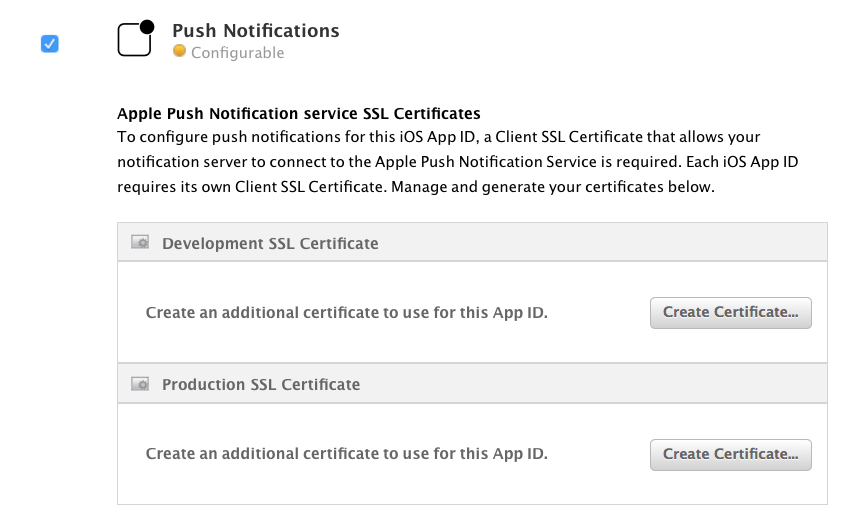 Push Notifications
Configurable
Apple Push Notification service SSL Certificates
To configure push notifications for this iOS App ID, a Client SSL Certificate that allows your
notification server to connect to the Apple Push Notification Service is required. Each iOS App ID
requires its own Client SSL Certificate. Manage and generate your certificates below.
Development SSL Certificate
Create an additional certificate to use for this App ID.
Create Certificate...
Production SSL Certificate
Create an additional certificate to use for this App ID.
Create Certificate...